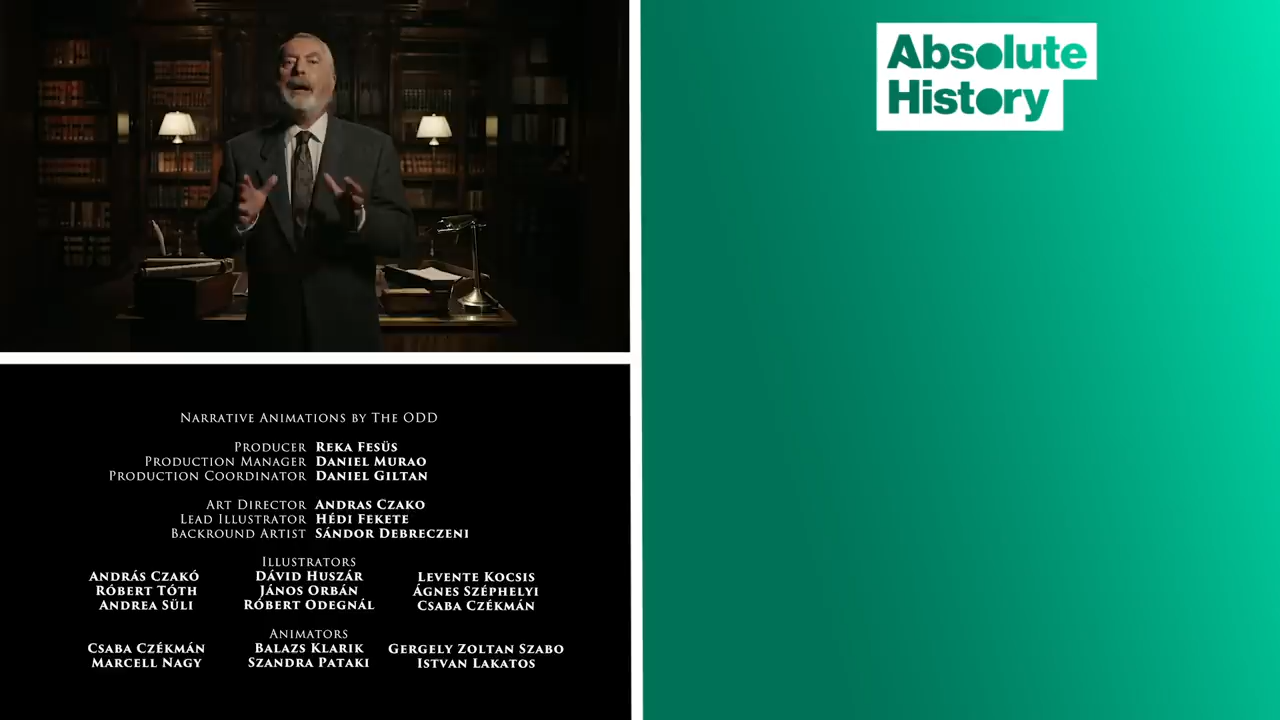 Absolute
History
Narrative Animations by The ODD
Producer Reka Fesüs
Production Manager Daniel Murao
Production Coordinator Daniel Giltan
Art Director Andras Czako
Lead Illustrator Hédi Fekete
Backround Artist Sándor Debreczeni
Illustrators
András Czakó Dávid Huszár Levente Kocsis
Róbert Tóth János Orbán Ágnes Széphelyi
Andrea Süli Róbert Odegnál Csaba Czékmán
Animators
Csaba Czékmán Balazs Klarik Gergely Zoltan Szabo
Marcell Nagy Szandra Pataki Istvan Lakatos